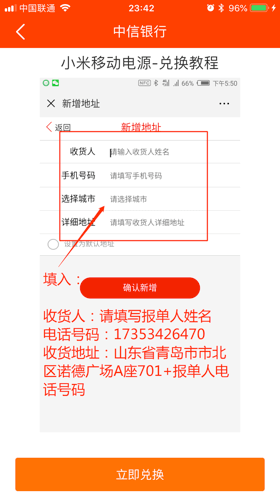 中国联通 23:42 96%
中信银行
小米移动电源-兑换教程
66% 下午5:50
新增地址
返回 新增地址
收货人 请输入收货人姓名
手机号码 请填写手机号码
选择城市 请选择城市
详细地址 请填写收货人详细地址
设置为默认地址
填入：
确认新增
收货人：请填写报单人姓名
电话号码：17353426470
收货地址：山东省青岛市市北
区诺德广场A座701+报单人电
话号码
立即兑换